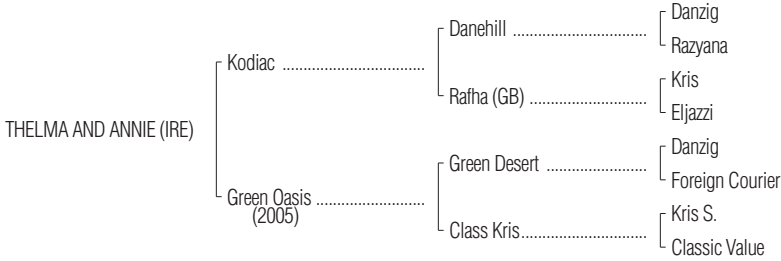 Danzig
Danehill
Razyana
Kodiac
Kris
Rafha (GB)
Eljazzi
THELMA AND ANNIE (IRE)
Danzig
Green Desert
Foreign Courier
Green Oasis
(2005)
Kris S.
Class Kris
Classic Value